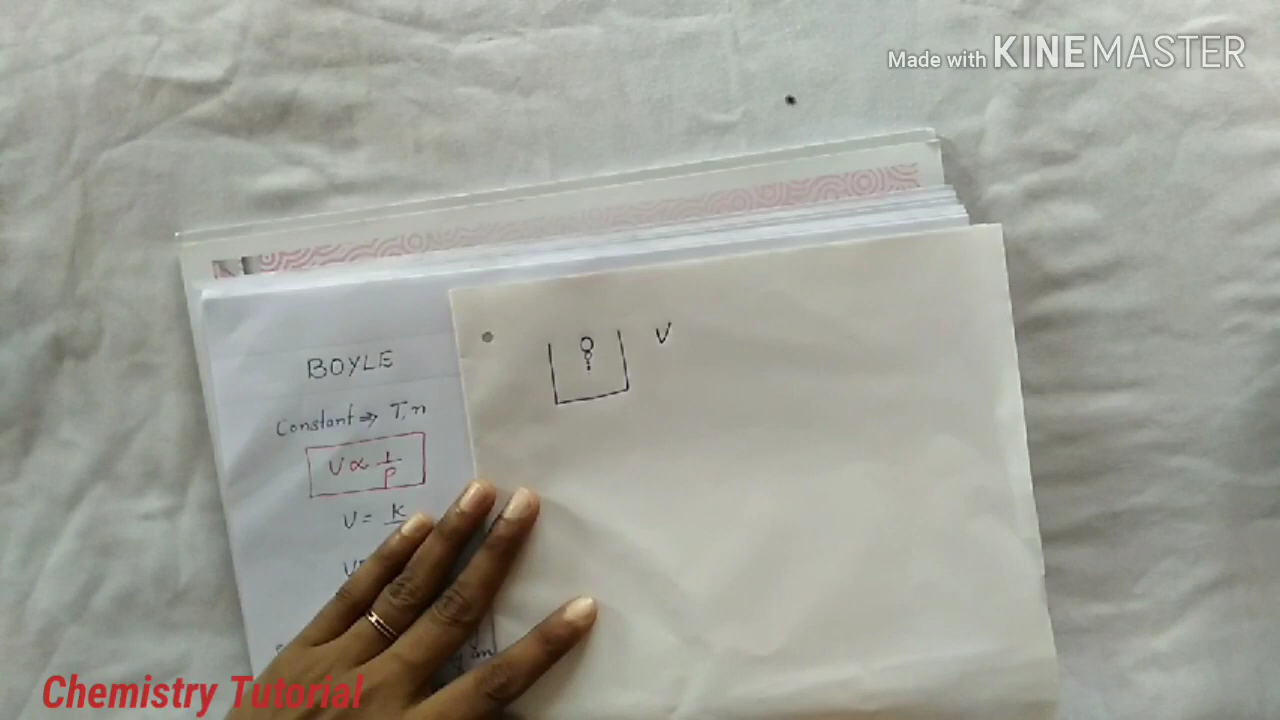 Made with KINEMASTER
BOYLE
Constant ⇒ T, n
V ∝ 1/P
V = K
V
Chemistry Tutorial